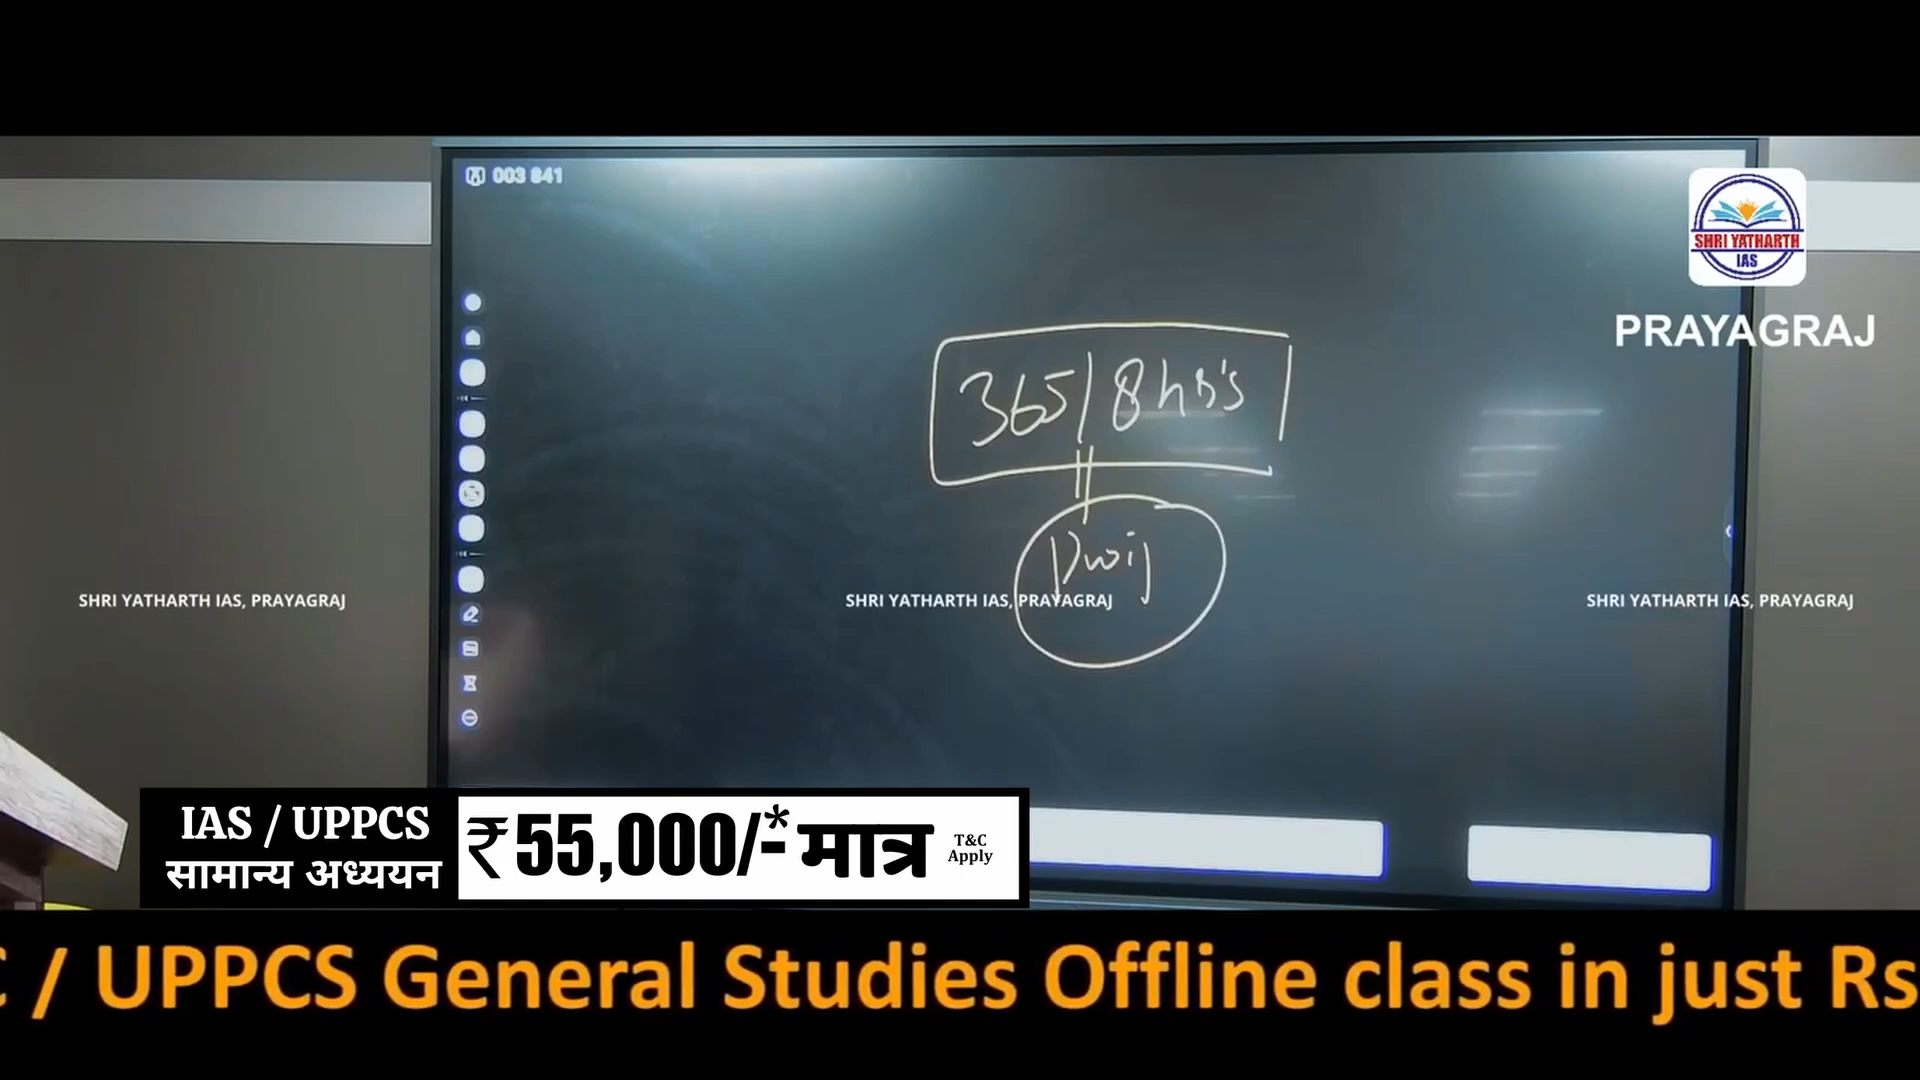 003 841
SHRI YATHARTH
IAS
PRAYAGRAJ
365 | 8 hrs's
Dwij
SHRI YATHARTH IAS, PRAYAGRAJ
SHRI YATHARTH IAS, PRAYAGRAJ
SHRI YATHARTH IAS, PRAYAGRAJ
IAS / UPPCS
सामान्य अध्ययन
₹55,000/-* मात्र
T&C
Apply
/ UPPCS General Studies Offline class in just Rs